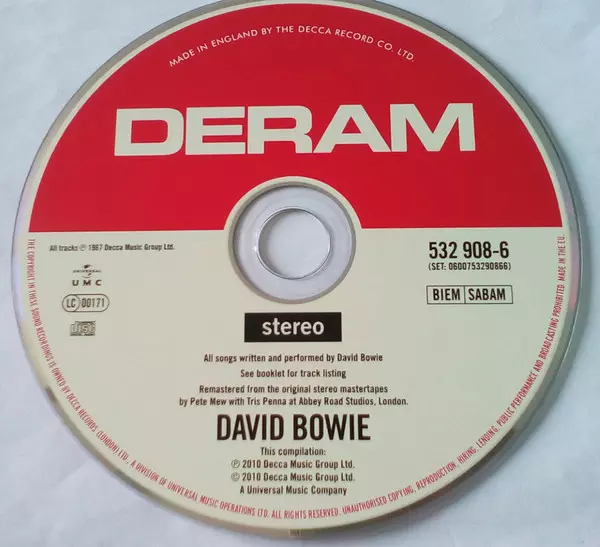 MADE IN ENGLAND BY THE DECCA RECORD CO. LTD.
DERAM
All tracks ℗ 1967 Decca Music Group Ltd.
532 908-6
(SET: 0600753290866)
UNIVERSAL
UMC
BIEM SABAM
LC 00171
disc
stereo
All songs written and performed by David Bowie
See booklet for track listing
Remastered from the original stereo mastertapes
by Pete Mew with Tris Penna at Abbey Road Studios, London.
DAVID BOWIE
This compilation:
℗ 2010 Decca Music Group Ltd.
© 2010 Decca Music Group Ltd.
A Universal Music Company
THE COPYRIGHT IN THESE SOUND RECORDINGS IS OWNED BY DECCA RECORDS (LONDON) LTD., A DIVISION OF UNIVERSAL MUSIC OPERATIONS LTD. ALL RIGHTS RESERVED. UNAUTHORISED COPYING, REPRODUCTION, HIRING, LENDING, PUBLIC PERFORMANCE AND BROADCASTING PROHIBITED. MADE IN THE EU.